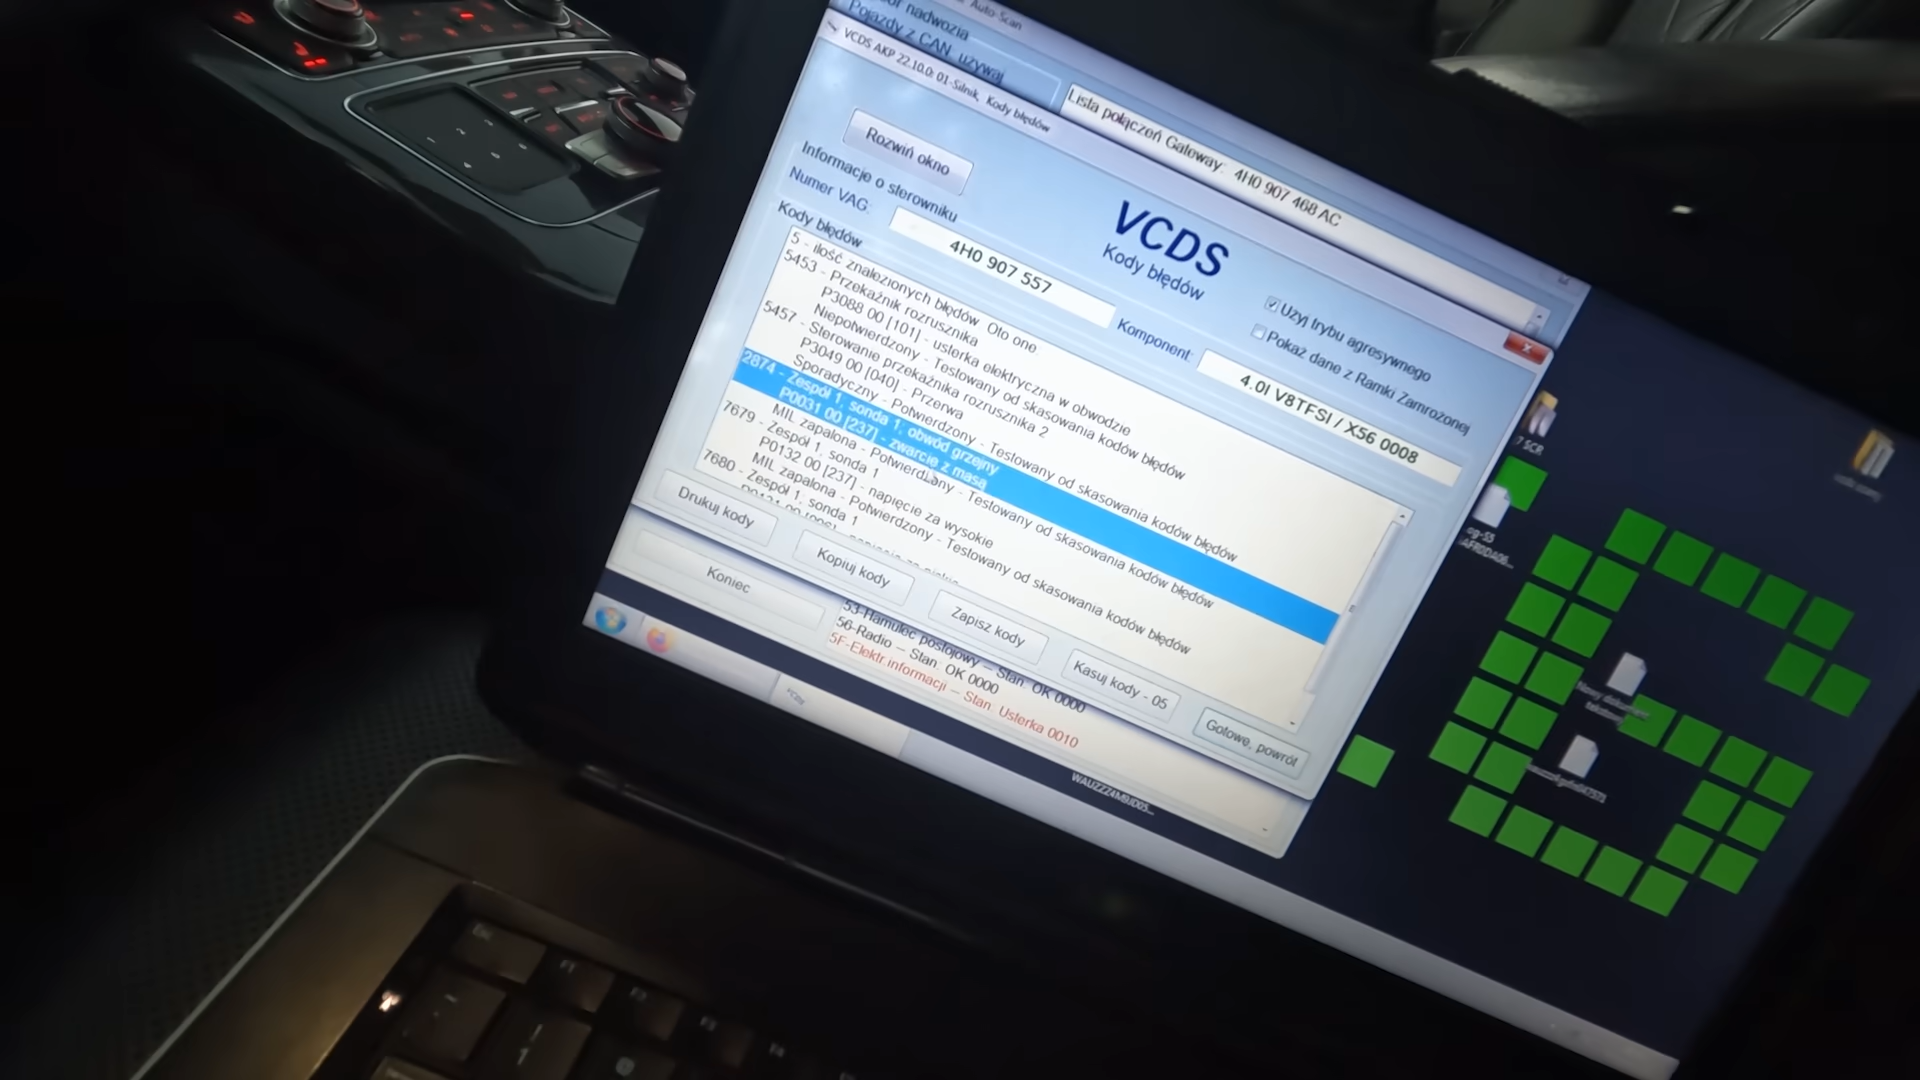 Auto-Scan
nadwozia
Pojazdy z CAN używaj
Lista połączeń Gateway: 4H0 907 468 AC
VCDS AKP 22.10.0: 01-Silnik, Kody błędów
Rozwiń okno
VCDS
Kody błędów
Informacje o sterowniku
Numer VAG:
4H0 907 557
Komponent:
4.0l V8TFSI / X56 0008
Użyj trybu agresywnego
Pokaż dane z Ramki Zamrożonej
Kody błędów
5 - ilość znalezionych błędów Oto one
5453 - Przekaźnik rozrusznika
P3088 00 [101] - usterka elektryczna w obwodzie
Niepotwierdzony - Testowany od skasowania kodów błędów
5457 - Sterowanie przekaźnika rozrusznika 2
P3049 00 [040] - Przerwa
Sporadyczny - Potwierdzony - Testowany od skasowania kodów błędów
2874 - Zespół 1, sonda 1; obwód grzejny
P0031 00 [237] - zwarcie z masą
MIL zapalona - Potwierdzony - Testowany od skasowania kodów błędów
7679 - Zespół 1, sonda 1
P0132 00 [237] - napięcie za wysokie
MIL zapalona - Potwierdzony - Testowany od skasowania kodów błędów
7680 - Zespół 1, sonda 1
Drukuj kody
Kopiuj kody
Zapisz kody
Kasuj kody - 05
Gotowe, powrót
Koniec
53-Hamulec postojowy -- Stan: OK 0000
56-Radio -- Stan: OK 0000
5F-Elektr.informacji -- Stan: Usterka 0010
7 SCR